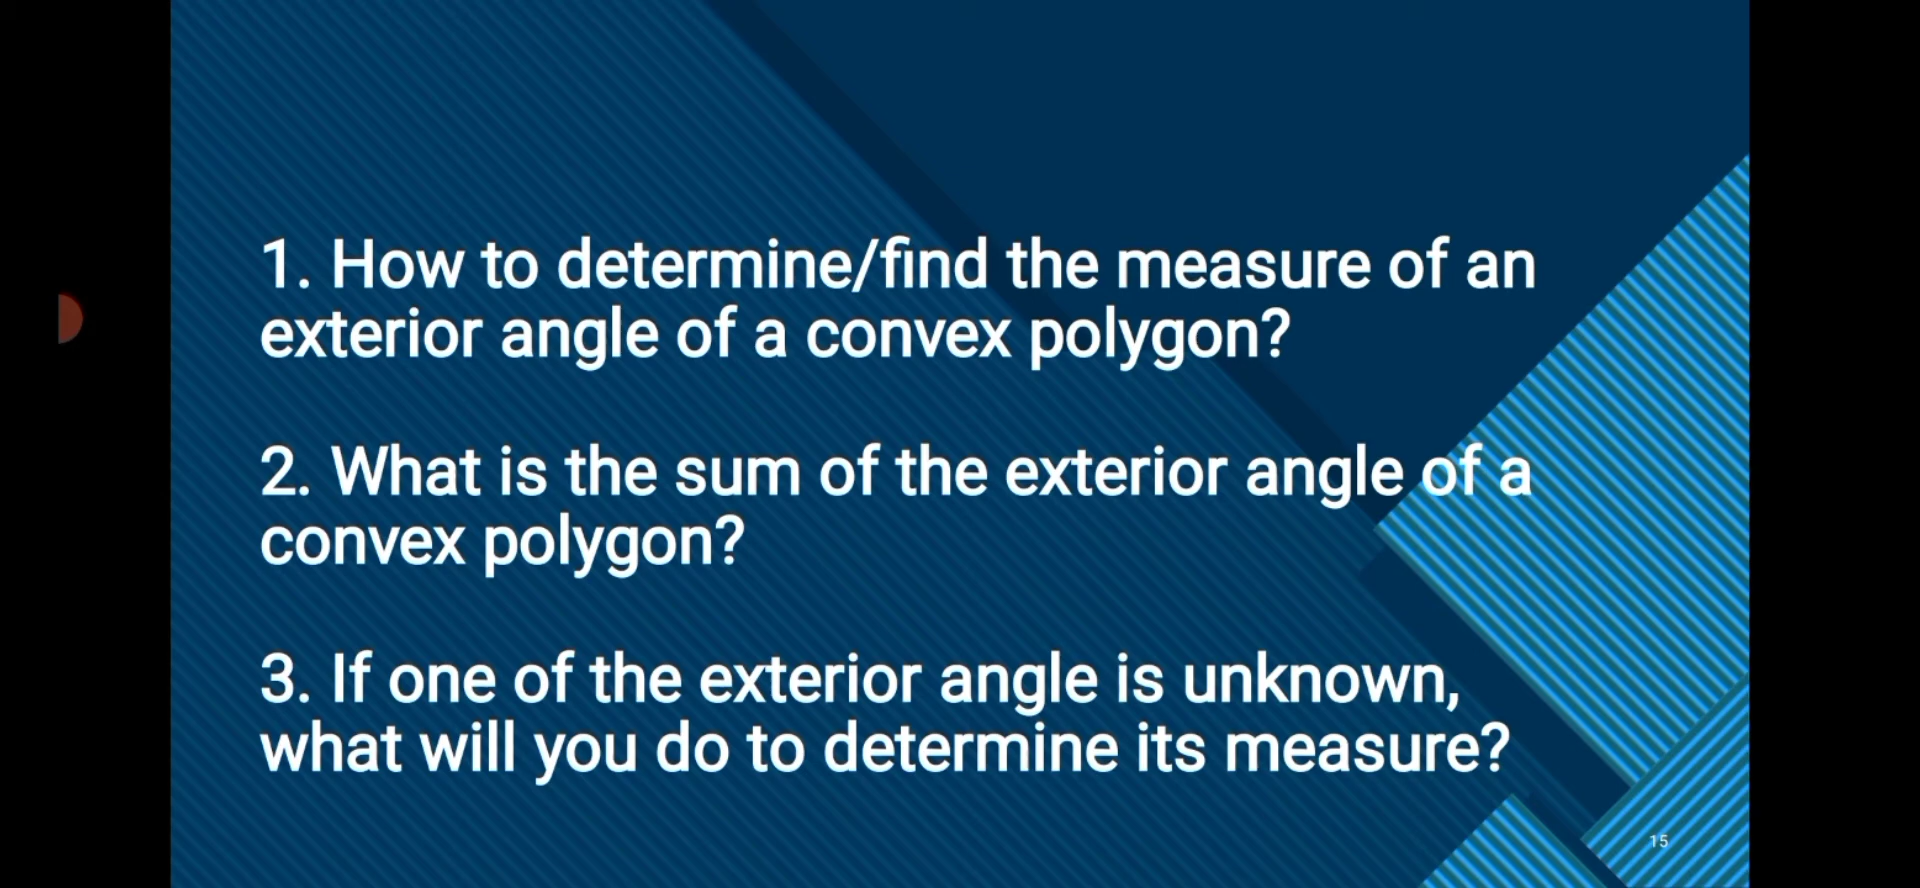 1. How to determine/find the measure of an
exterior angle of a convex polygon?
2. What is the sum of the exterior angle of a
convex polygon?
3. If one of the exterior angle is unknown,
what will you do to determine its measure?
15